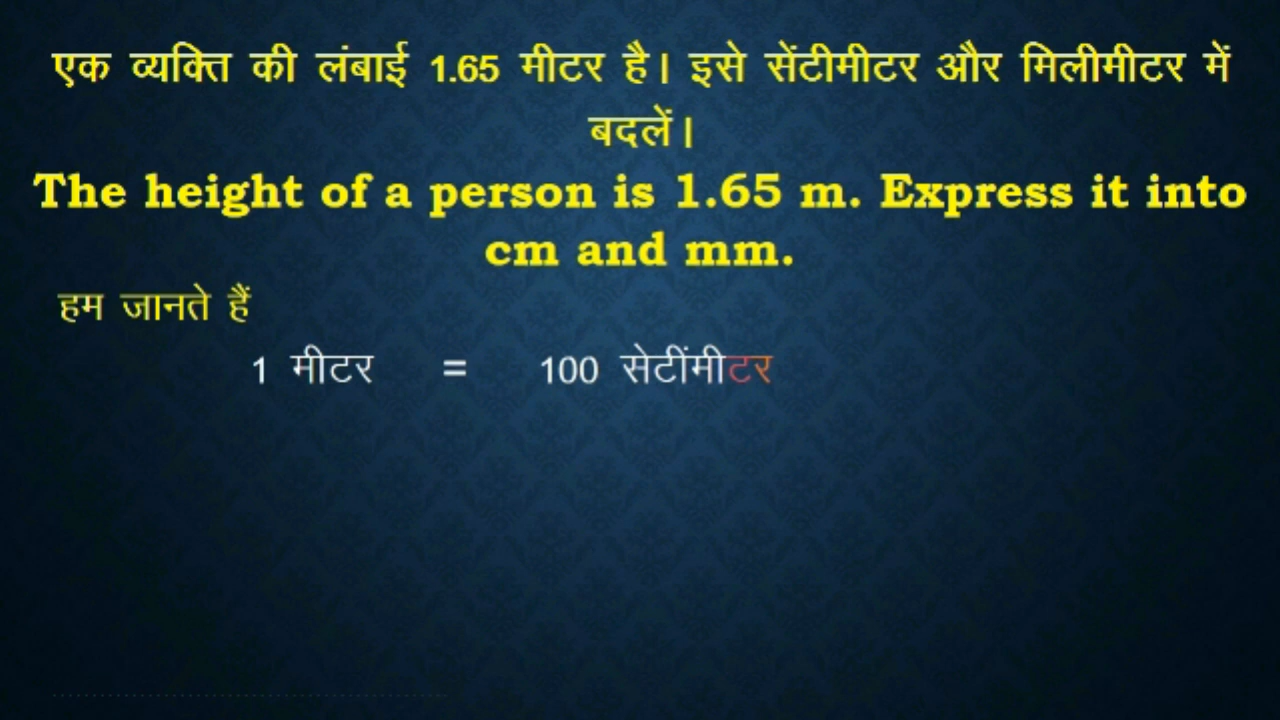 एक व्यक्ति की लंबाई 1.65 मीटर है। इसे सेंटीमीटर और मिलीमीटर में
बदलें।
The height of a person is 1.65 m. Express it into
cm and mm.
हम जानते हैं
1 मीटर = 100 सेटींमीटर